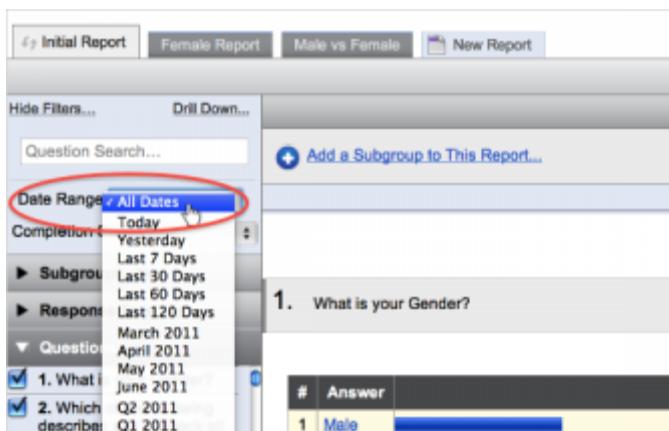 Initial Report
Female Report
Male vs Female
New Report
Hide Filters...
Drill Down...
Question Search...
Add a Subgroup to This Report...
Date Range
✓ All Dates
Today
Yesterday
Last 7 Days
Last 30 Days
Last 60 Days
Last 120 Days
March 2011
April 2011
May 2011
June 2011
Q2 2011
Q1 2011
Completion
Subgrou
Respon
Questio
1. What i
2. Which
describe
1. What is your Gender?
# Answer
1 Male